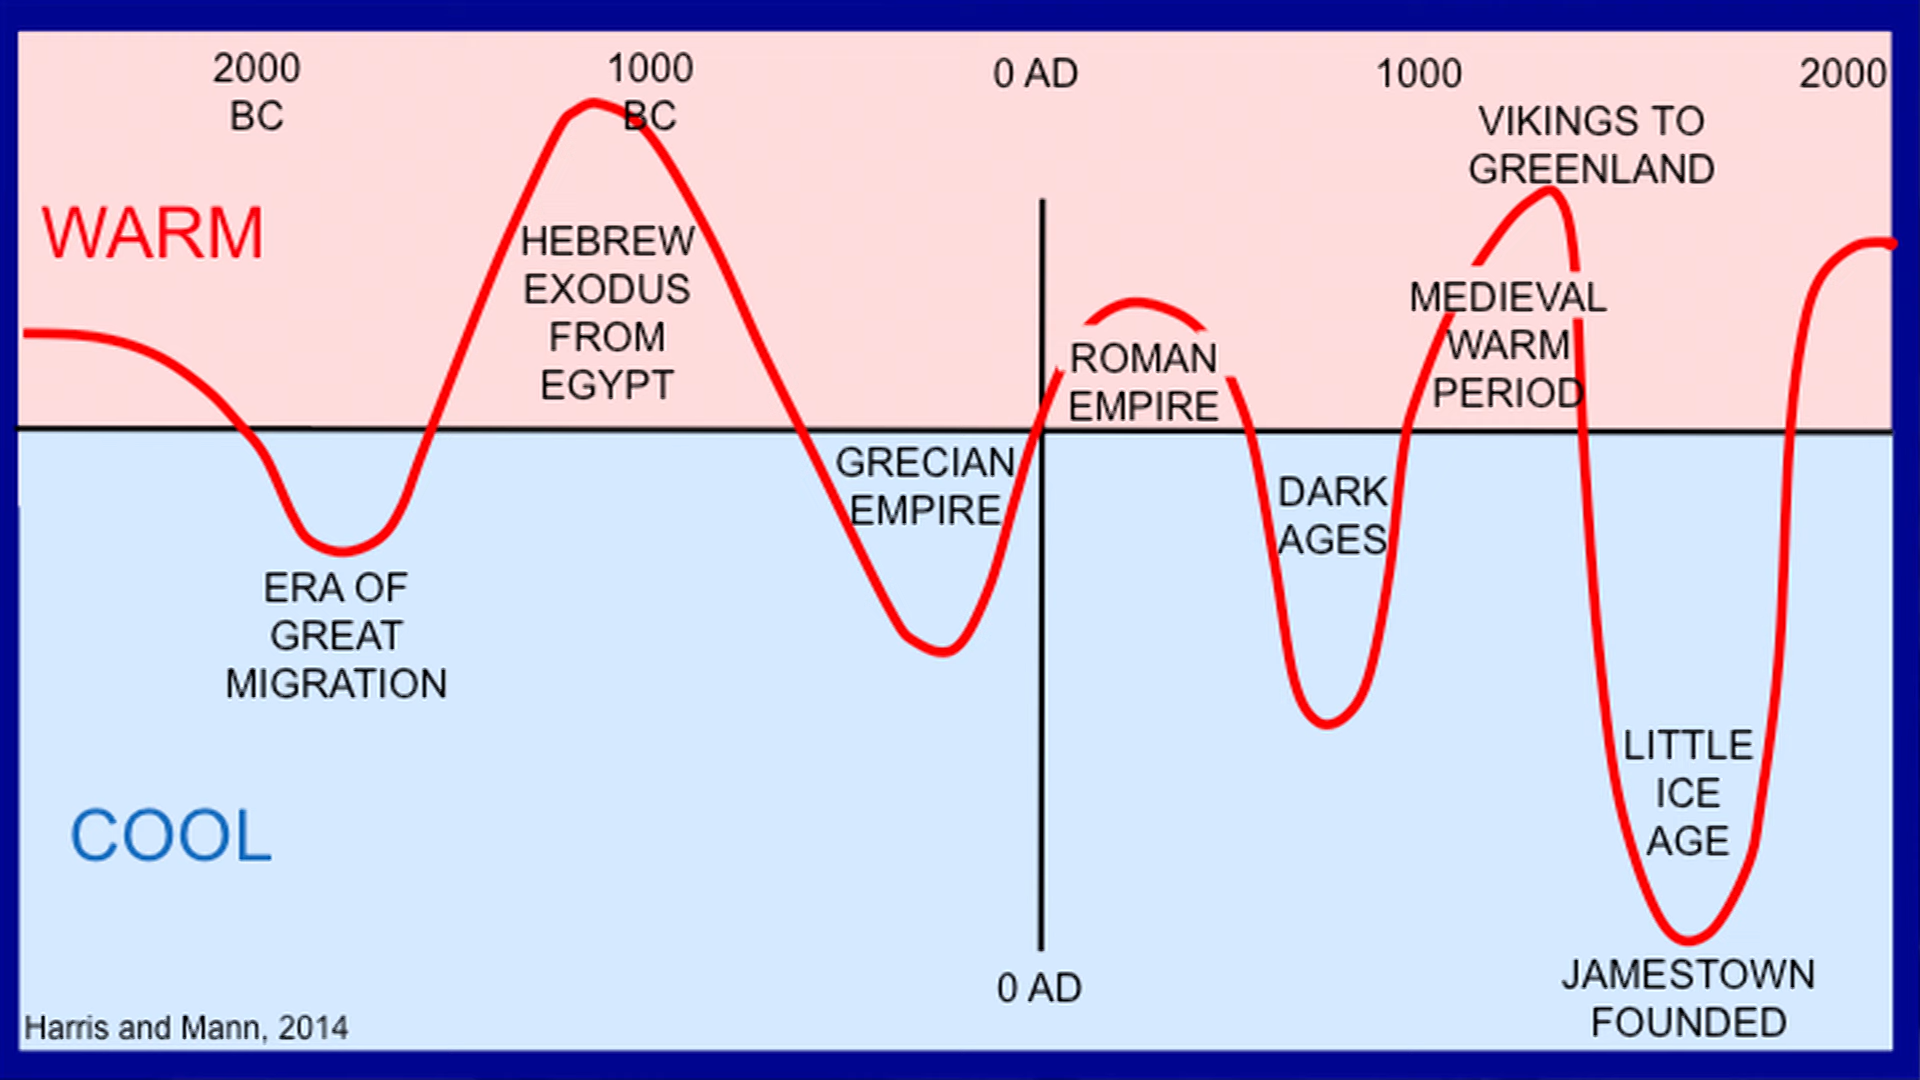 2000
BC
1000
BC
0 AD
1000
2000
VIKINGS TO
GREENLAND
WARM
HEBREW
EXODUS
FROM
EGYPT
MEDIEVAL
WARM
PERIOD
ROMAN
EMPIRE
GRECIAN
EMPIRE
DARK
AGES
ERA OF
GREAT
MIGRATION
LITTLE
ICE
AGE
COOL
0 AD
JAMESTOWN
FOUNDED
Harris and Mann, 2014